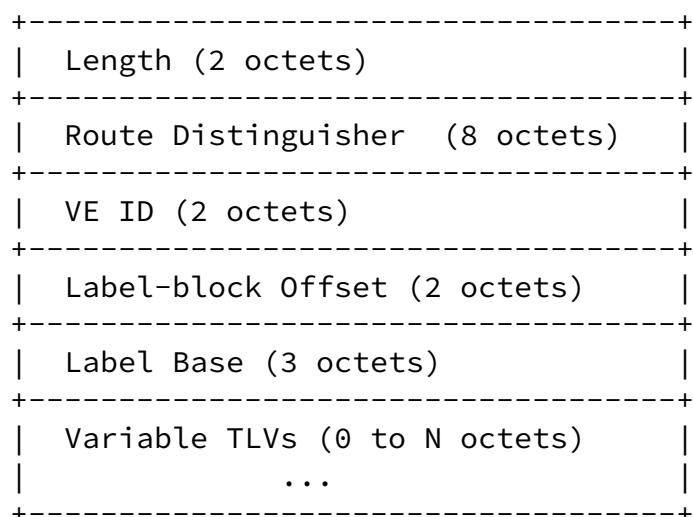 +------------------------------------+
|  Length (2 octets)                 |
+------------------------------------+
|  Route Distinguisher  (8 octets)   |
+------------------------------------+
|  VE ID (2 octets)                  |
+------------------------------------+
|  Label-block Offset (2 octets)     |
+------------------------------------+
|  Label Base (3 octets)             |
+------------------------------------+
|  Variable TLVs (0 to N octets)     |
|              ...                   |
+------------------------------------+